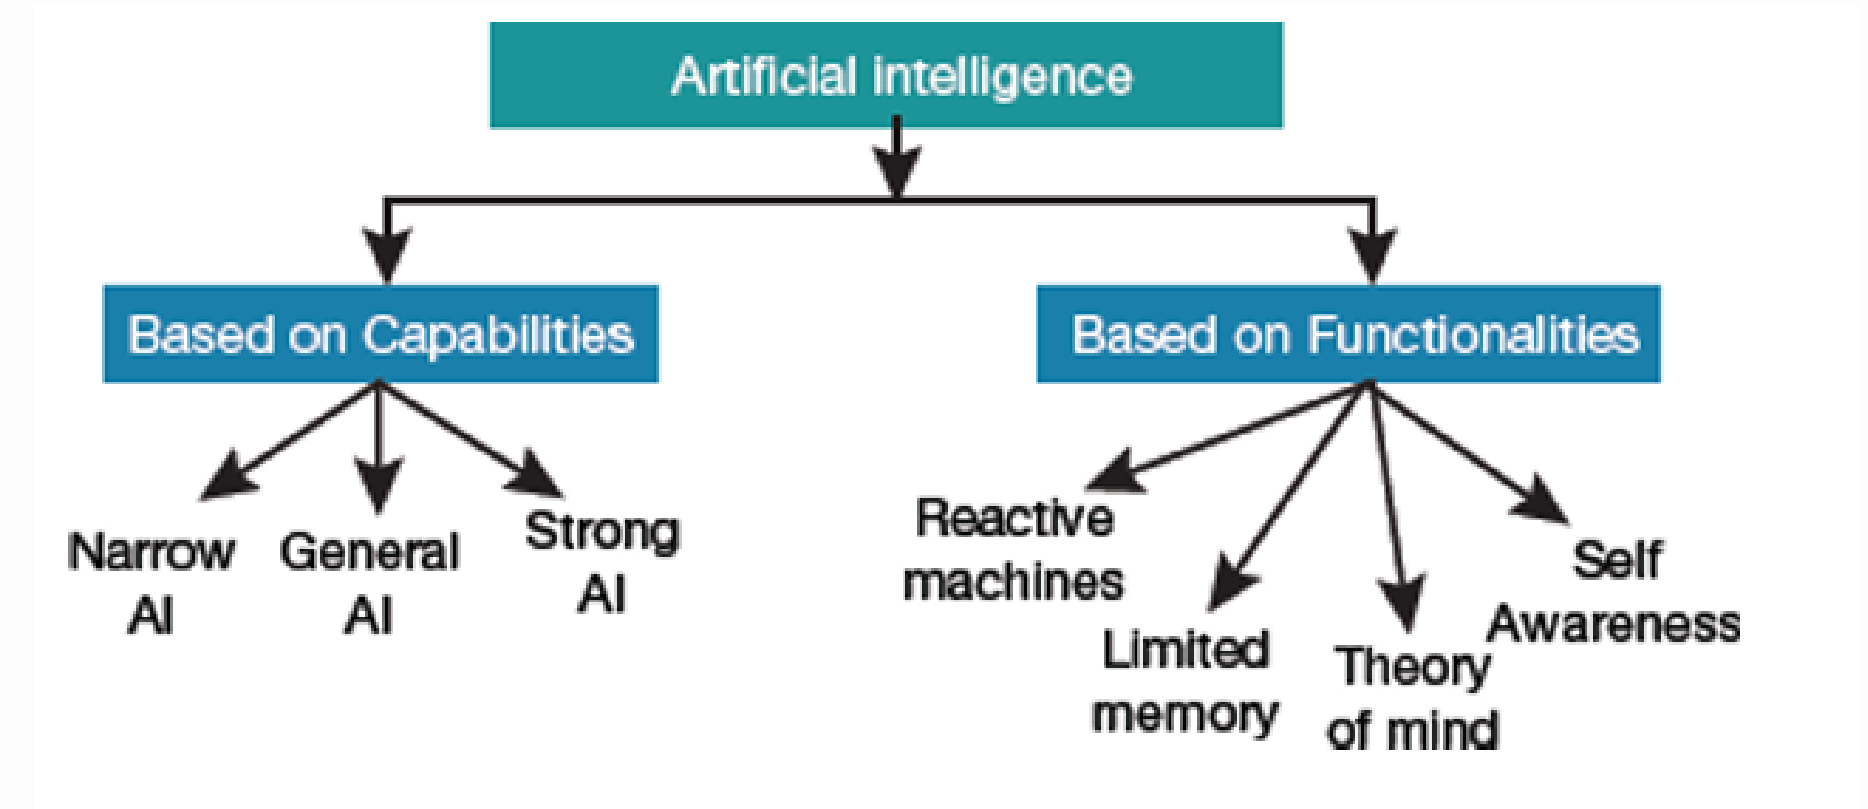 Artificial intelligence
Based on Capabilities
Based on Functionalities
Narrow
AI
General
AI
Strong
AI
Reactive
machines
Limited
memory
Theory
of mind
Self
Awareness